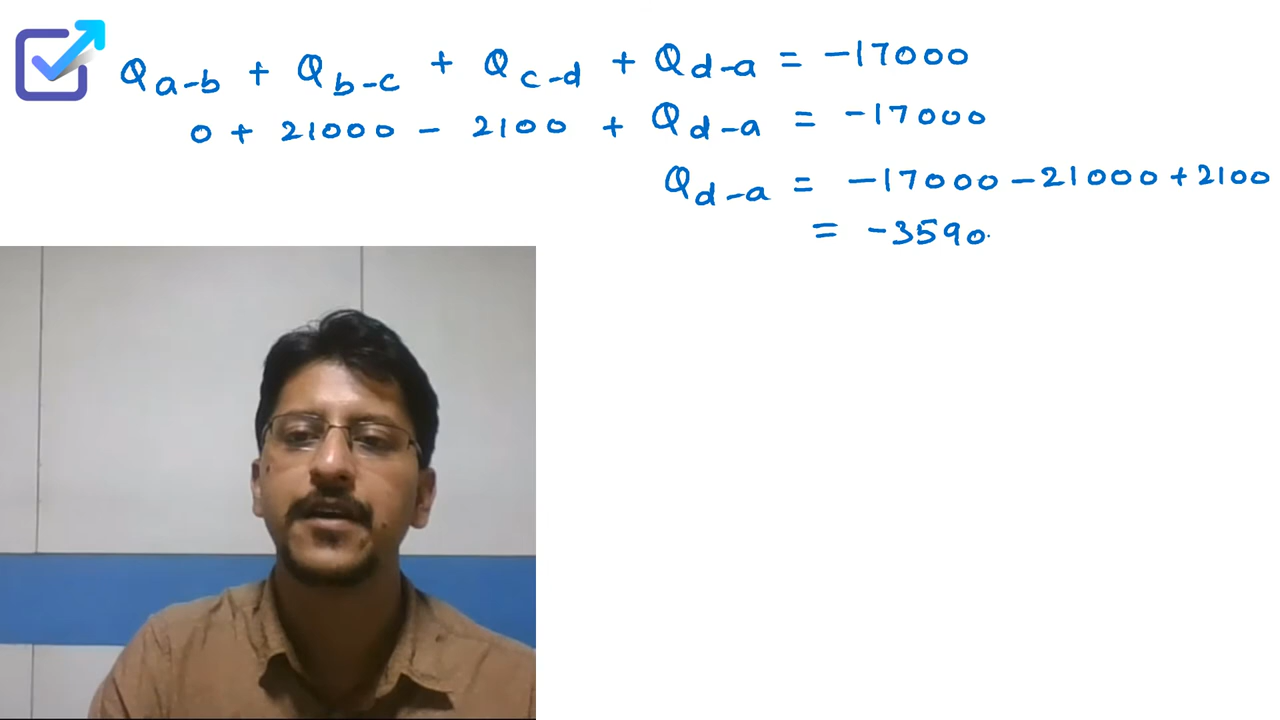 Qa-b + Qb-c + Qc-d + Qd-a = -17000
0 + 21000 - 2100 + Qd-a = -17000
Qd-a = -17000 - 21000 + 2100
= -3590